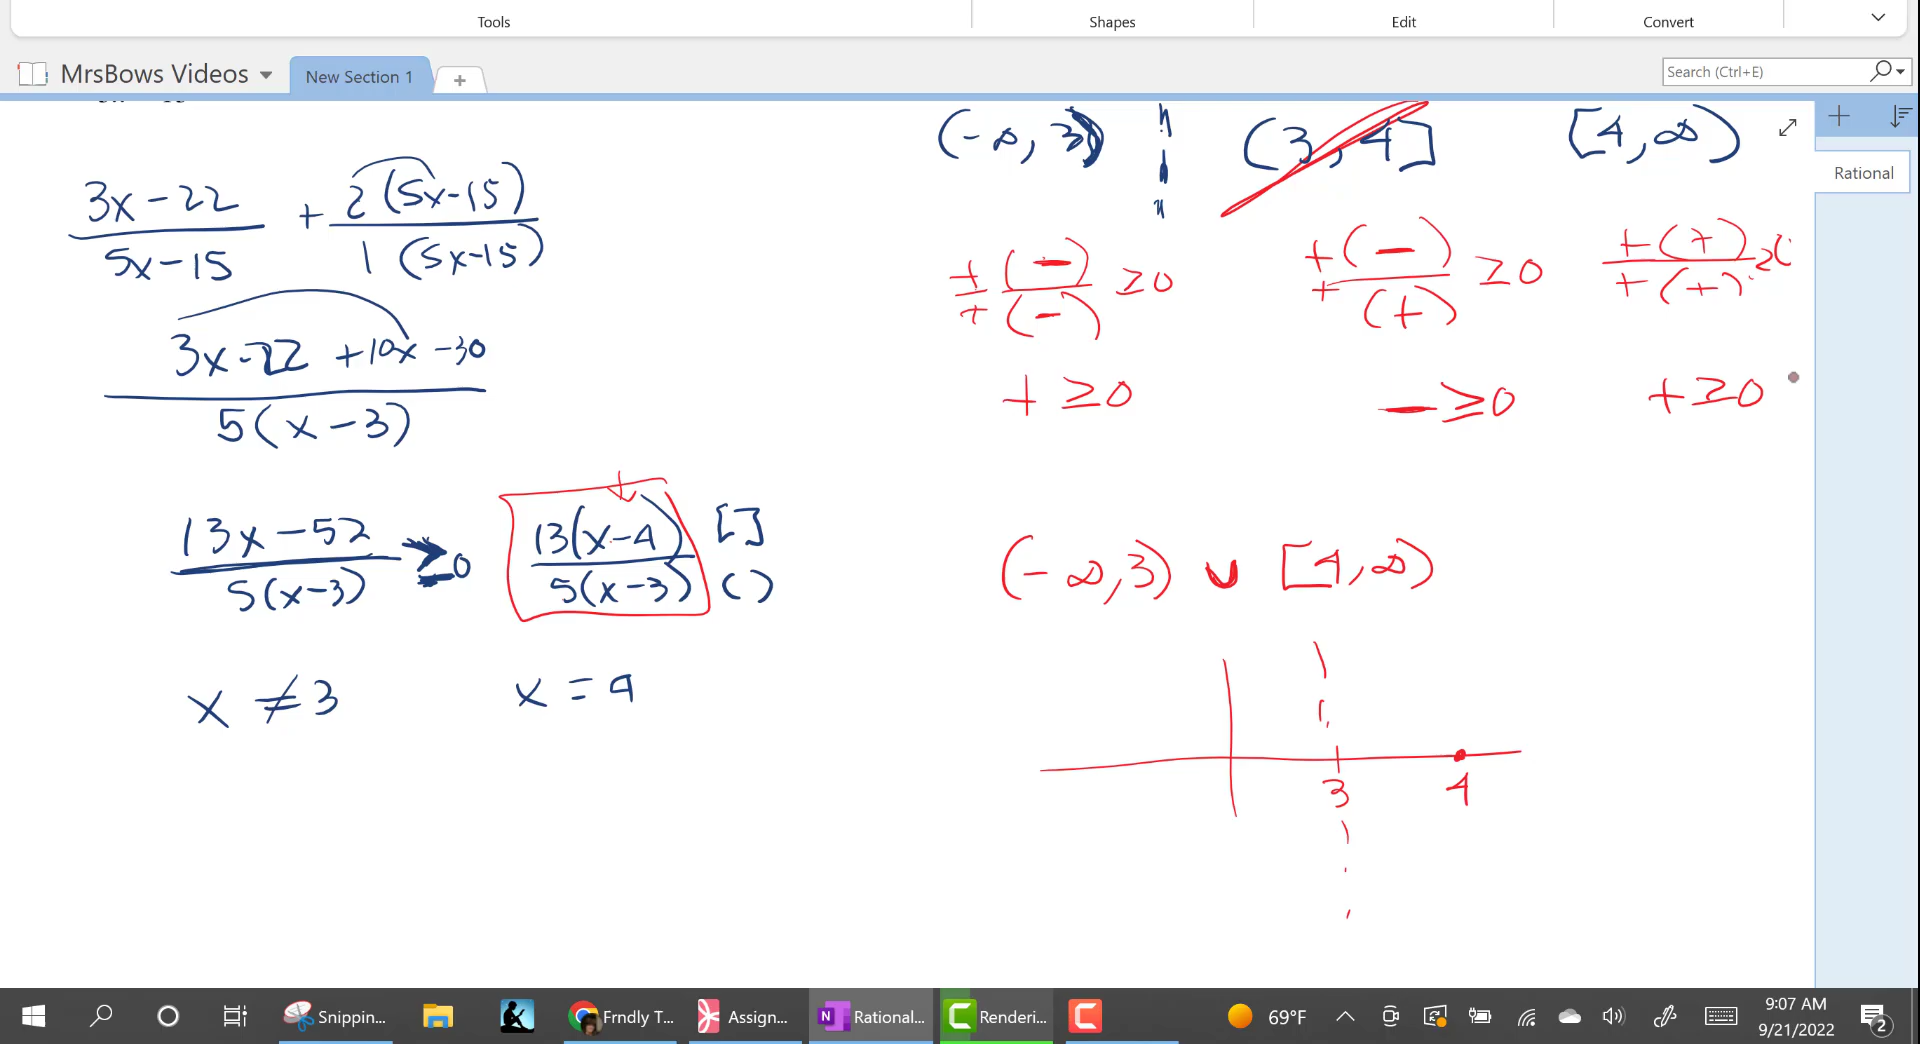 Tools Shapes Edit Convert
MrsBows Videos New Section 1 + Search (Ctrl+E)
Rational
(-∞, 3) (3, 4] [4, ∞)
3x-22 / 5x-15 + 2(5x-15) / 1(5x-15)
+(-) / +(-) ≥0 +(-) / +(+) ≥0 +(+) / +(+)
3x-22 +10x -30 / 5(x-3)
+ ≥0 - ≥0 + ≥0
13x-52 / 5(x-3) ≥0 13(x-4) / 5(x-3) [ ] ( )
(-∞,3) ∪ [4,∞)
x ≠ 3 x = 4
3 4
Snippin... Frndly T... Assign... Rational... Renderi... 69°F 9:07 AM
9/21/2022 2